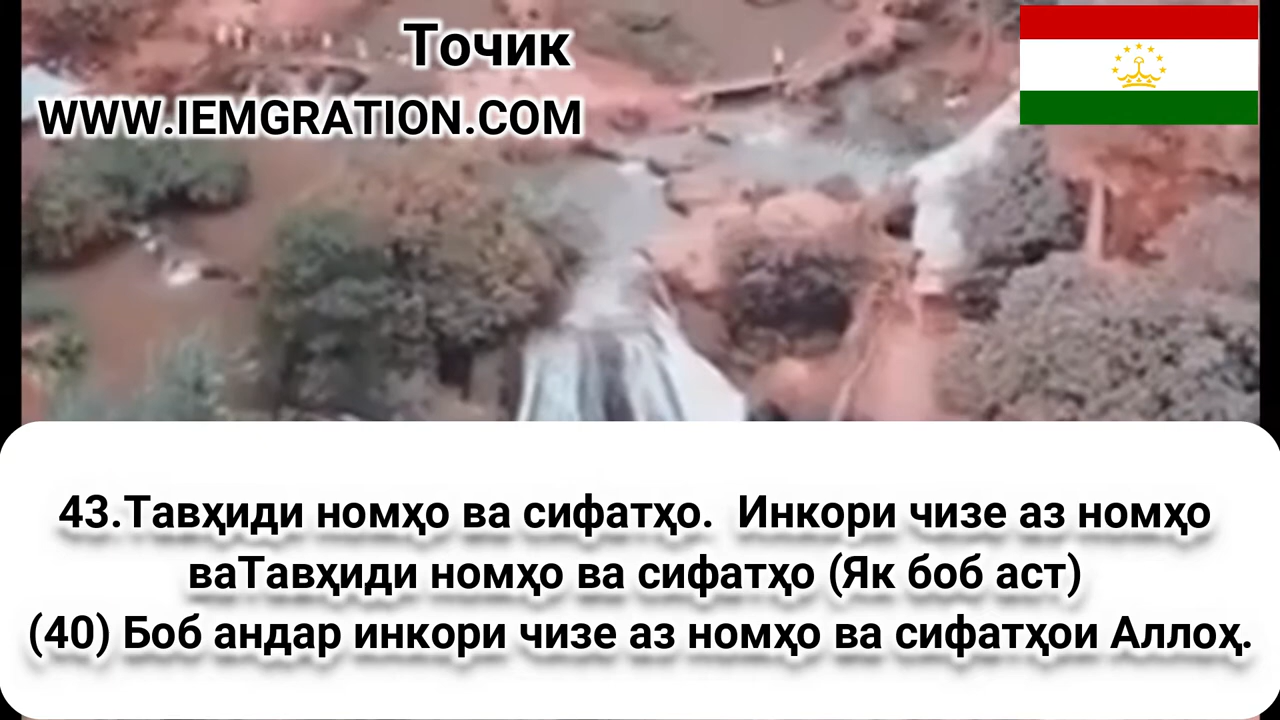 Точик
WWW.IEMGRATION.COM
43.Тавҳиди номҳо ва сифатҳо. Инкори чизе аз номҳо
ваТавҳиди номҳо ва сифатҳо (Як боб аст)
(40) Боб андар инкори чизе аз номҳо ва сифатҳои Аллоҳ.